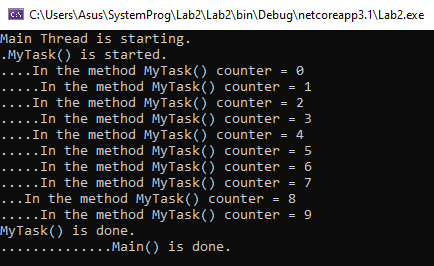 C:\Users\Asus\SystemProg\Lab2\Lab2\bin\Debug\netcoreapp3.1\Lab2.exe
Main Thread is starting.
.MyTask() is started.
....In the method MyTask() counter = 0
.....In the method MyTask() counter = 1
....In the method MyTask() counter = 2
.....In the method MyTask() counter = 3
....In the method MyTask() counter = 4
.....In the method MyTask() counter = 5
.....In the method MyTask() counter = 6
.....In the method MyTask() counter = 7
...In the method MyTask() counter = 8
.....In the method MyTask() counter = 9
MyTask() is done.
..............Main() is done.